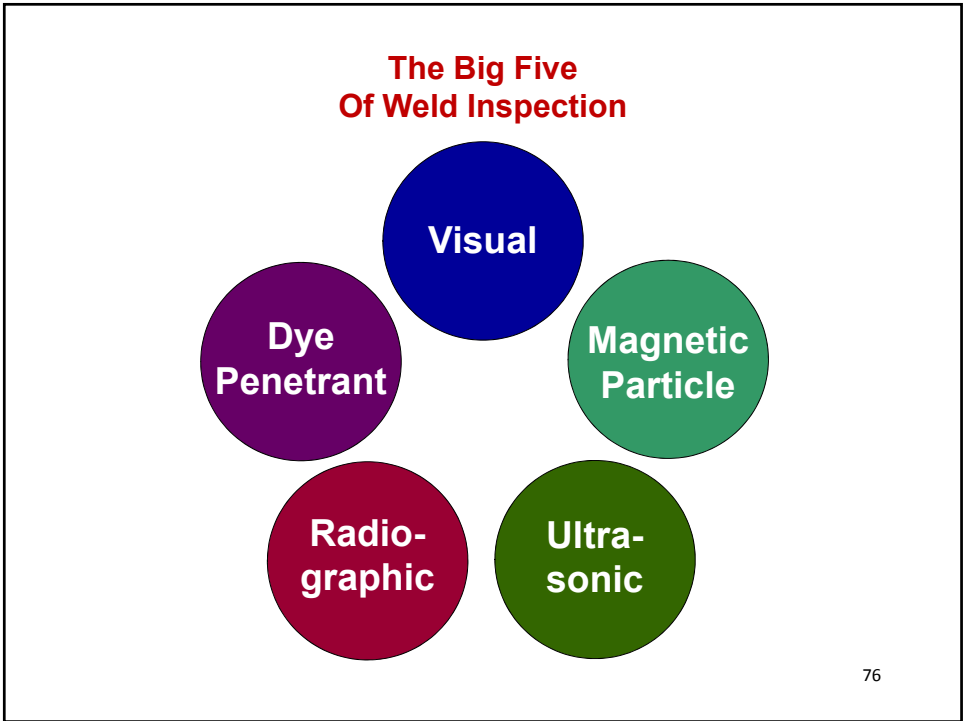 The Big Five
Of Weld Inspection
Visual
Dye
Penetrant
Magnetic
Particle
Radio-
graphic
Ultra-
sonic
76